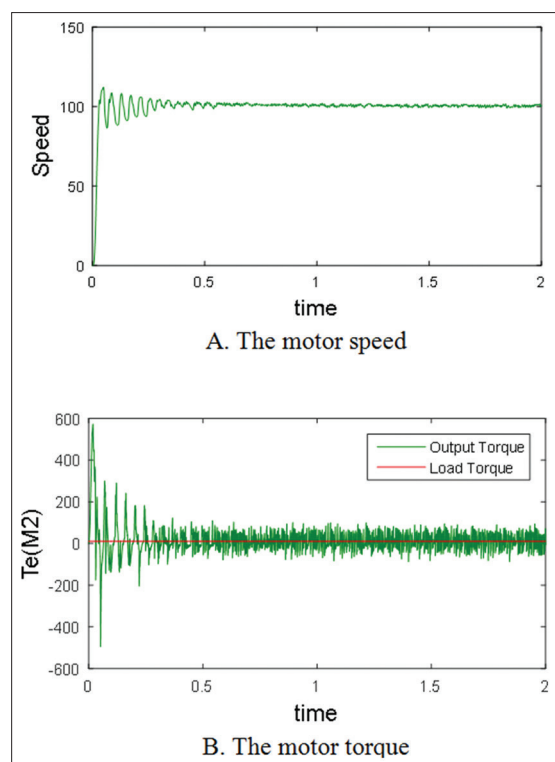 150
100
50
0
Speed
0
0.5
1
1.5
2
time
A. The motor speed
600
400
200
0
-200
-400
-600
Te(M2)
Output Torque
Load Torque
0
0.5
1
1.5
2
time
B. The motor torque